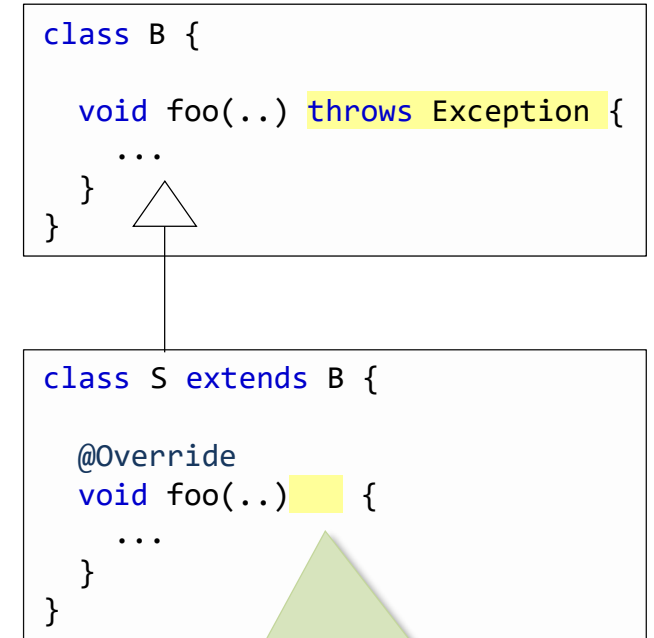 class B {
void foo(..) throws Exception {
...
}
}
class S extends B {
@Override
void foo(..) {
...
}
}